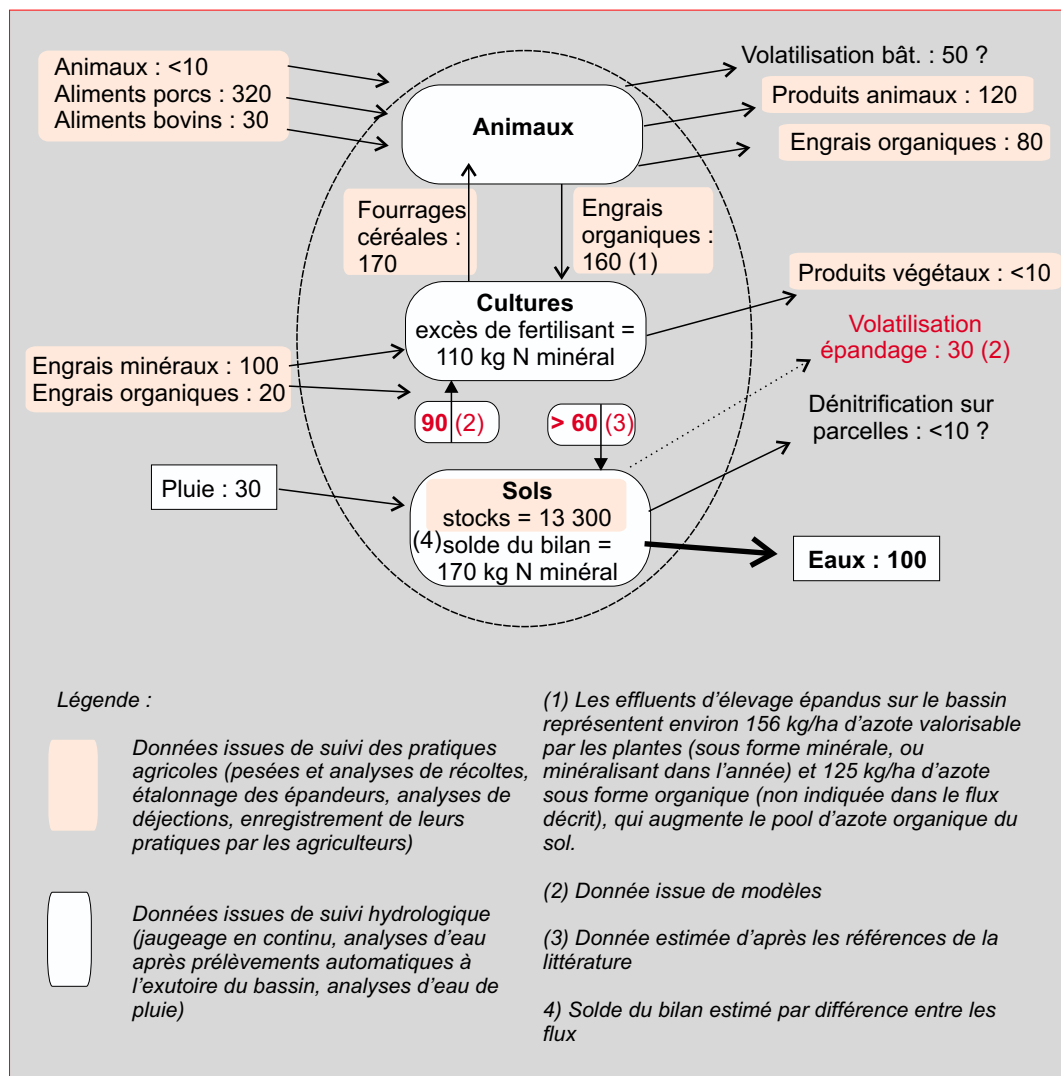 Animaux : <10
Aliments porcs : 320
Aliments bovins : 30
Animaux
Volatilisation bât. : 50 ?
Produits animaux : 120
Engrais organiques : 80
Fourrages
céréales :
170
Engrais
organiques :
160 (1)
Cultures
excès de fertilisant =
110 kg N minéral
Produits végétaux : <10
Volatilisation
épandage : 30 (2)
Engrais minéraux : 100
Engrais organiques : 20
90 (2)
> 60 (3)
Dénitrification sur
parcelles : <10 ?
Pluie : 30
Sols
stocks = 13 300
(4) solde du bilan =
170 kg N minéral
Eaux : 100
Légende :
Données issues de suivi des pratiques
agricoles (pesées et analyses de récoltes,
étalonnage des épandeurs, analyses de
déjections, enregistrement de leurs
pratiques par les agriculteurs)
Données issues de suivi hydrologique
(jaugeage en continu, analyses d'eau
après prélèvements automatiques à
l'exutoire du bassin, analyses d'eau de
pluie)
(1) Les effluents d'élevage épandus sur le bassin
représentent environ 156 kg/ha d'azote valorisable
par les plantes (sous forme minérale, ou
minéralisant dans l'année) et 125 kg/ha d'azote
sous forme organique (non indiquée dans le flux
décrit), qui augmente le pool d'azote organique du
sol.
(2) Donnée issue de modèles
(3) Donnée estimée d'après les références de la
littérature
4) Solde du bilan estimé par différence entre les
flux